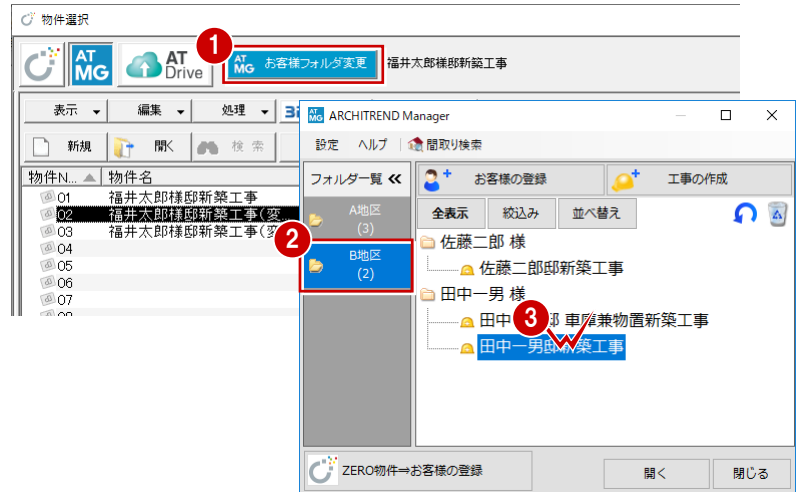 物件選択
AT
MG
AT
Drive
AT
MG お客様フォルダ変更
福井太郎様邸新築工事
1
表示
編集
処理
新規
開く
検 索
物件N...
物件名
01 福井太郎様邸新築工事
02 福井太郎様邸新築工事(変
03 福井太郎様邸新築工事(変
04
05
06
07
AT
MG
ARCHITREND Manager
設定
ヘルプ
間取り検索
フォルダ一覧
お客様の登録
工事の作成
A地区
(3)
2
B地区
(2)
全表示
絞込み
並べ替え
佐藤二郎 様
佐藤二郎邸新築工事
田中一男 様
田中 邸 車庫兼物置新築工事
3
田中一男邸新築工事
ZERO物件⇒お客様の登録
開く
閉じる